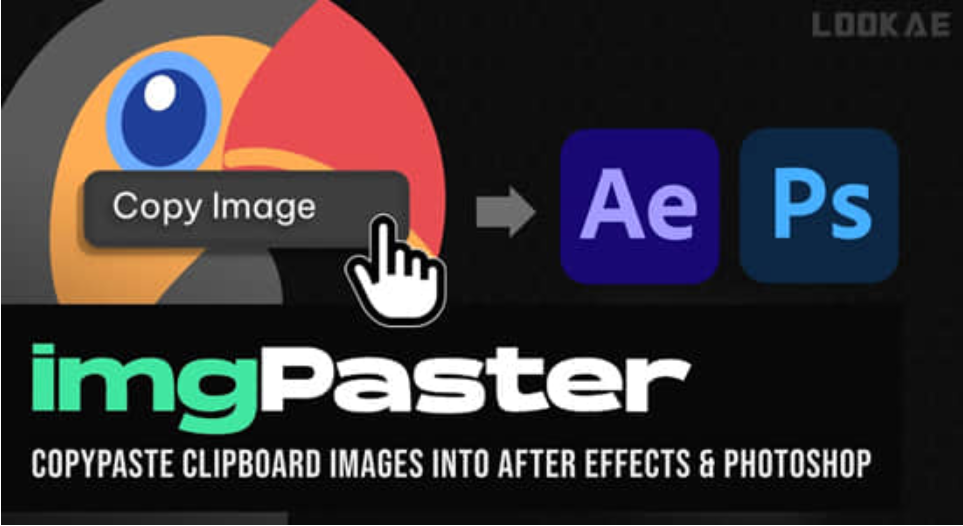 LOOKAE
Copy Image
Ae Ps
imgPaster
COPYPASTE CLIPBOARD IMAGES INTO AFTER EFFECTS & PHOTOSHOP